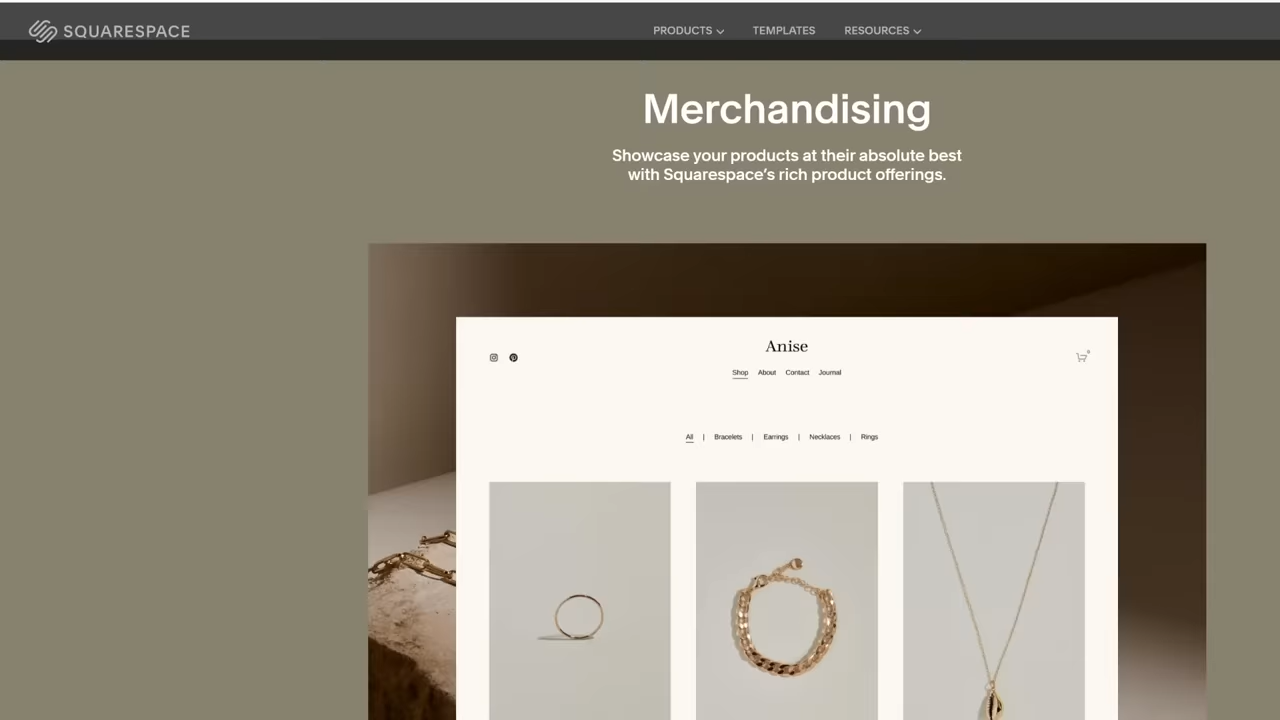 SQUARESPACE
PRODUCTS
TEMPLATES
RESOURCES
Merchandising
Showcase your products at their absolute best
with Squarespace's rich product offerings.
Anise
Shop About Contact Journal
All | Bracelets | Earrings | Necklaces | Rings